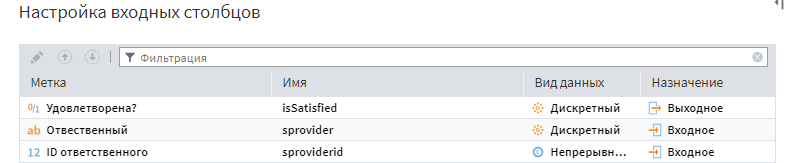 Настройка входных столбцов
Фильтрация
Метка Имя Вид данных Назначение
0/1 Удовлетворена? isSatisfied Дискретный Выходное
ab Отвественный sprovider Дискретный Входное
12 ID ответственного sproviderid Непрерывн... Входное